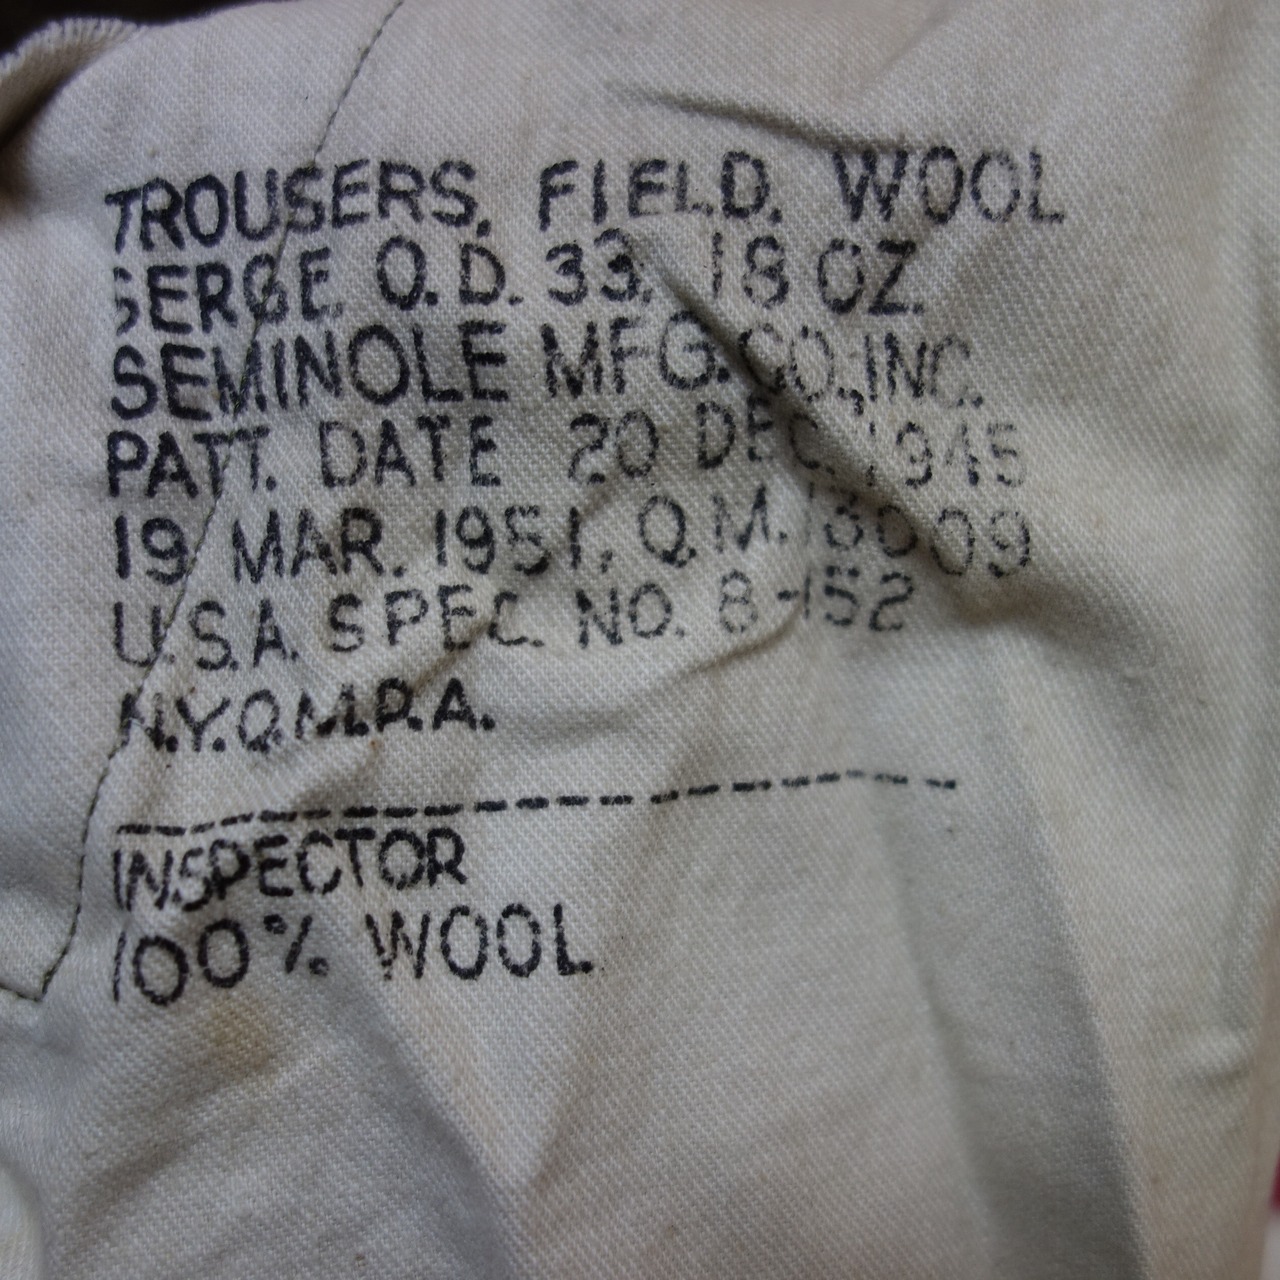 TROUSERS, FIELD, WOOL
SERGE, O.D. 33, 18 OZ.
SEMINOLE MFG. CO., INC.
PATT. DATE 20 DEC. 1945
19 MAR. 1951, Q.M. 13009
U.S.A. SPEC. NO. 8-152
N.Y.Q.M.P.A.
INSPECTOR
100% WOOL